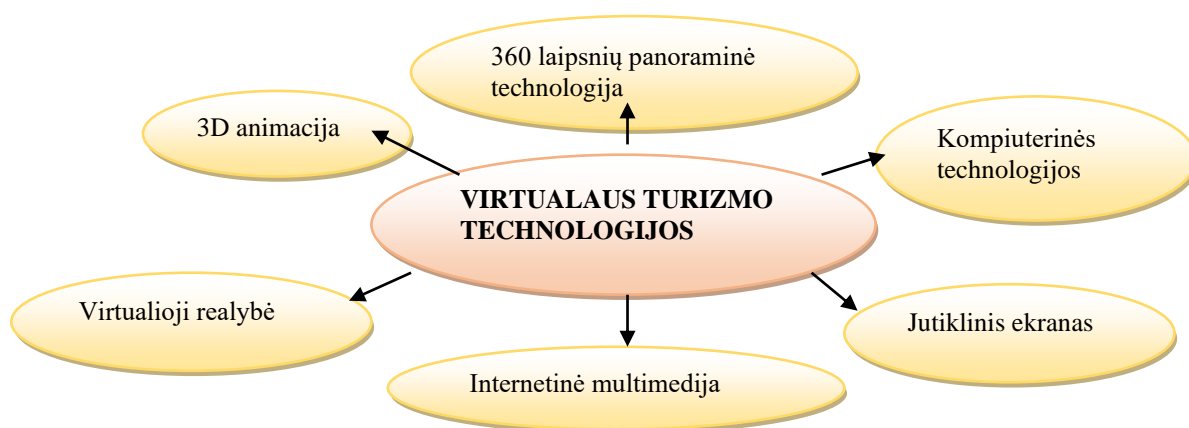 360 laipsnių panoraminė
technologija
3D animacija
Kompiuterinės
technologijos
VIRTUALAUS TURIZMO
TECHNOLOGIJOS
Virtualioji realybė
Jutiklinis ekranas
Internetinė multimedija